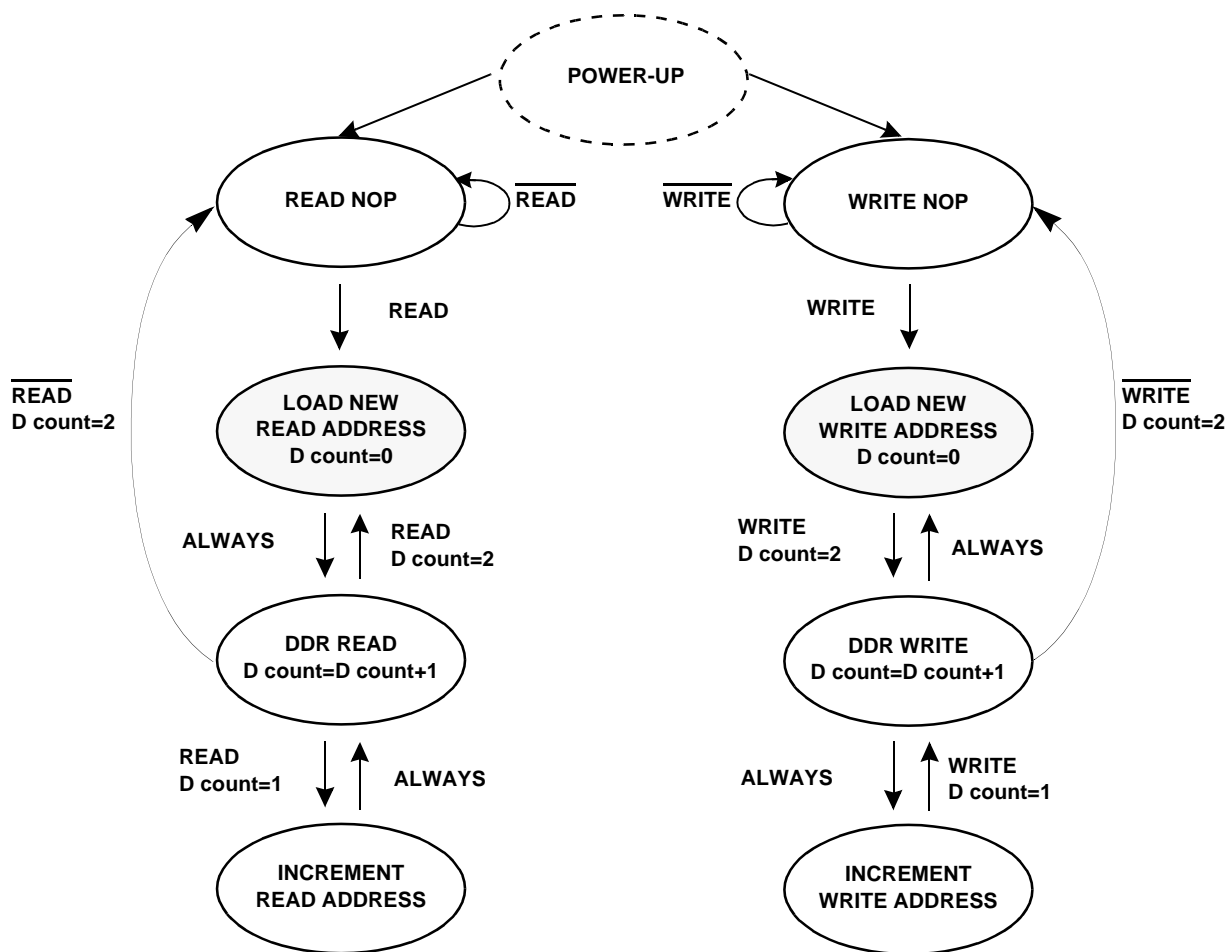 POWER-UP
READ NOP
READ
WRITE
WRITE NOP
READ
WRITE
READ
D count=2
LOAD NEW
READ ADDRESS
D count=0
LOAD NEW
WRITE ADDRESS
D count=0
WRITE
D count=2
ALWAYS
READ
D count=2
WRITE
D count=2
ALWAYS
DDR READ
D count=D count+1
DDR WRITE
D count=D count+1
READ
D count=1
ALWAYS
ALWAYS
WRITE
D count=1
INCREMENT
READ ADDRESS
INCREMENT
WRITE ADDRESS